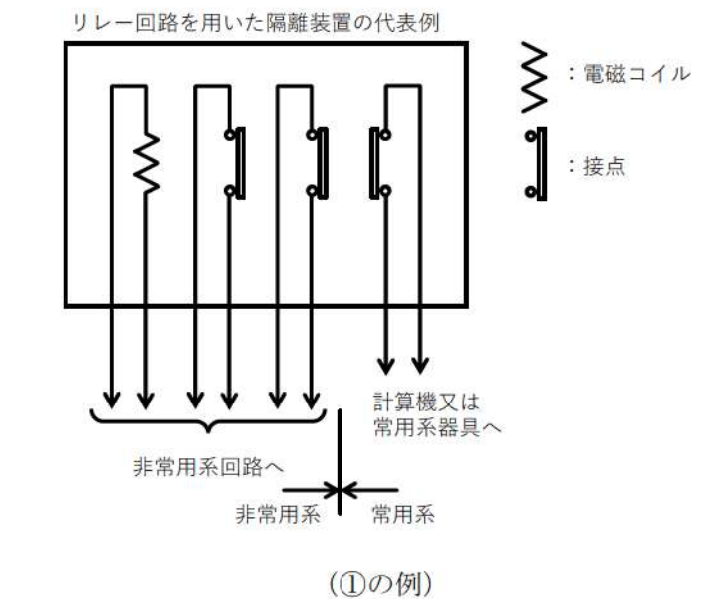 リレー回路を用いた隔離装置の代表例
：電磁コイル
：接点
計算機又は
常用系器具へ
非常用系回路へ
非常用系
常用系
（①の例）